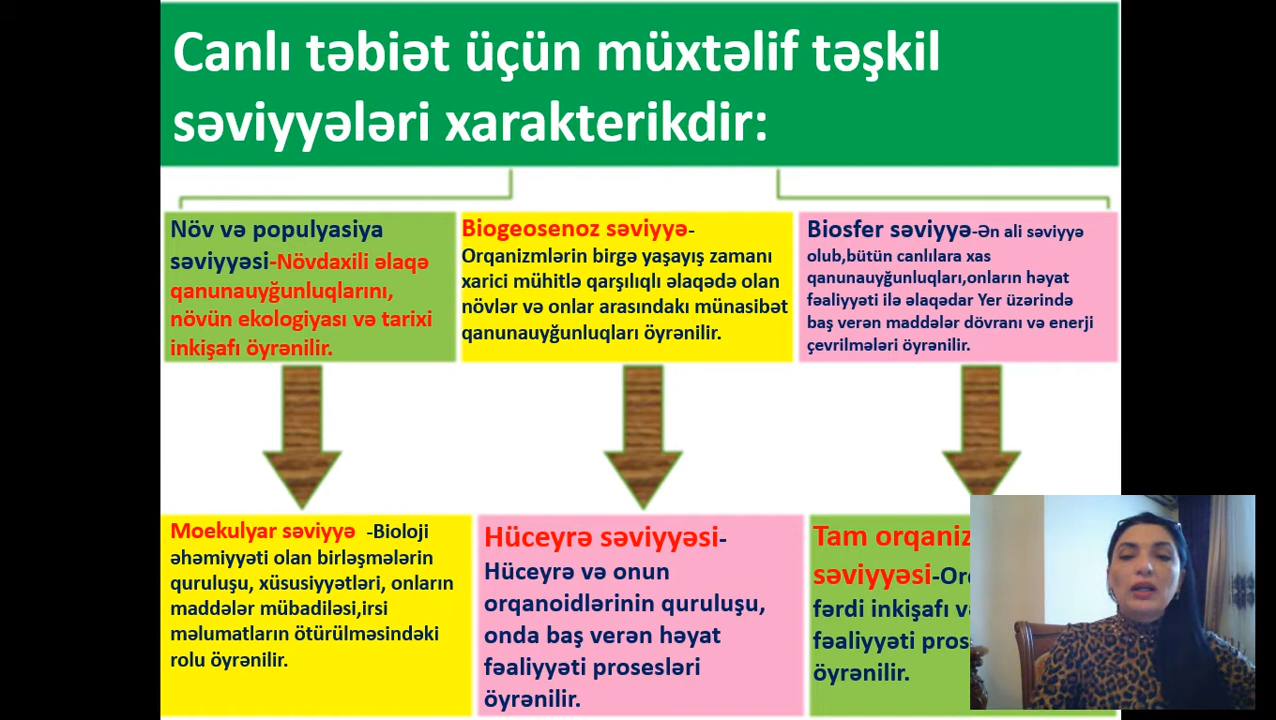 Canlı təbiət üçün müxtəlif təşkil
səviyyələri xarakterikdir:
Növ və populyasiya
səviyyəsi-Növdaxili əlaqə
qanunauyğunluqlarını,
növün ekologiyası və tarixi
inkişafı öyrənilir.
Biogeosenoz səviyyə-
Orqanizmlərin birgə yaşayış zamanı
xarici mühitlə qarşılıqlı əlaqədə olan
növlər və onlar arasındakı münasibət
qanunauyğunluqları öyrənilir.
Biosfer səviyyə-Ən ali səviyyə
olub,bütün canlılara xas
qanunauyğunluqları,onların həyat
fəaliyyəti ilə əlaqədar Yer üzərində
baş verən maddələr dövranı və enerji
çevrilmələri öyrənilir.
Moekulyar səviyyə -Bioloji
əhəmiyyəti olan birləşmələrin
quruluşu, xüsusiyyətləri, onların
maddələr mübadiləsi,irsi
məlumatların ötürülməsindəki
rolu öyrənilir.
Hüceyrə səviyyəsi-
Hüceyrə və onun
orqanoidlərinin quruluşu,
onda baş verən həyat
fəaliyyəti prosesləri
öyrənilir.
Tam
səviyyəsi-
fərdi inkişafı
fəaliyyəti
öyrənilir.